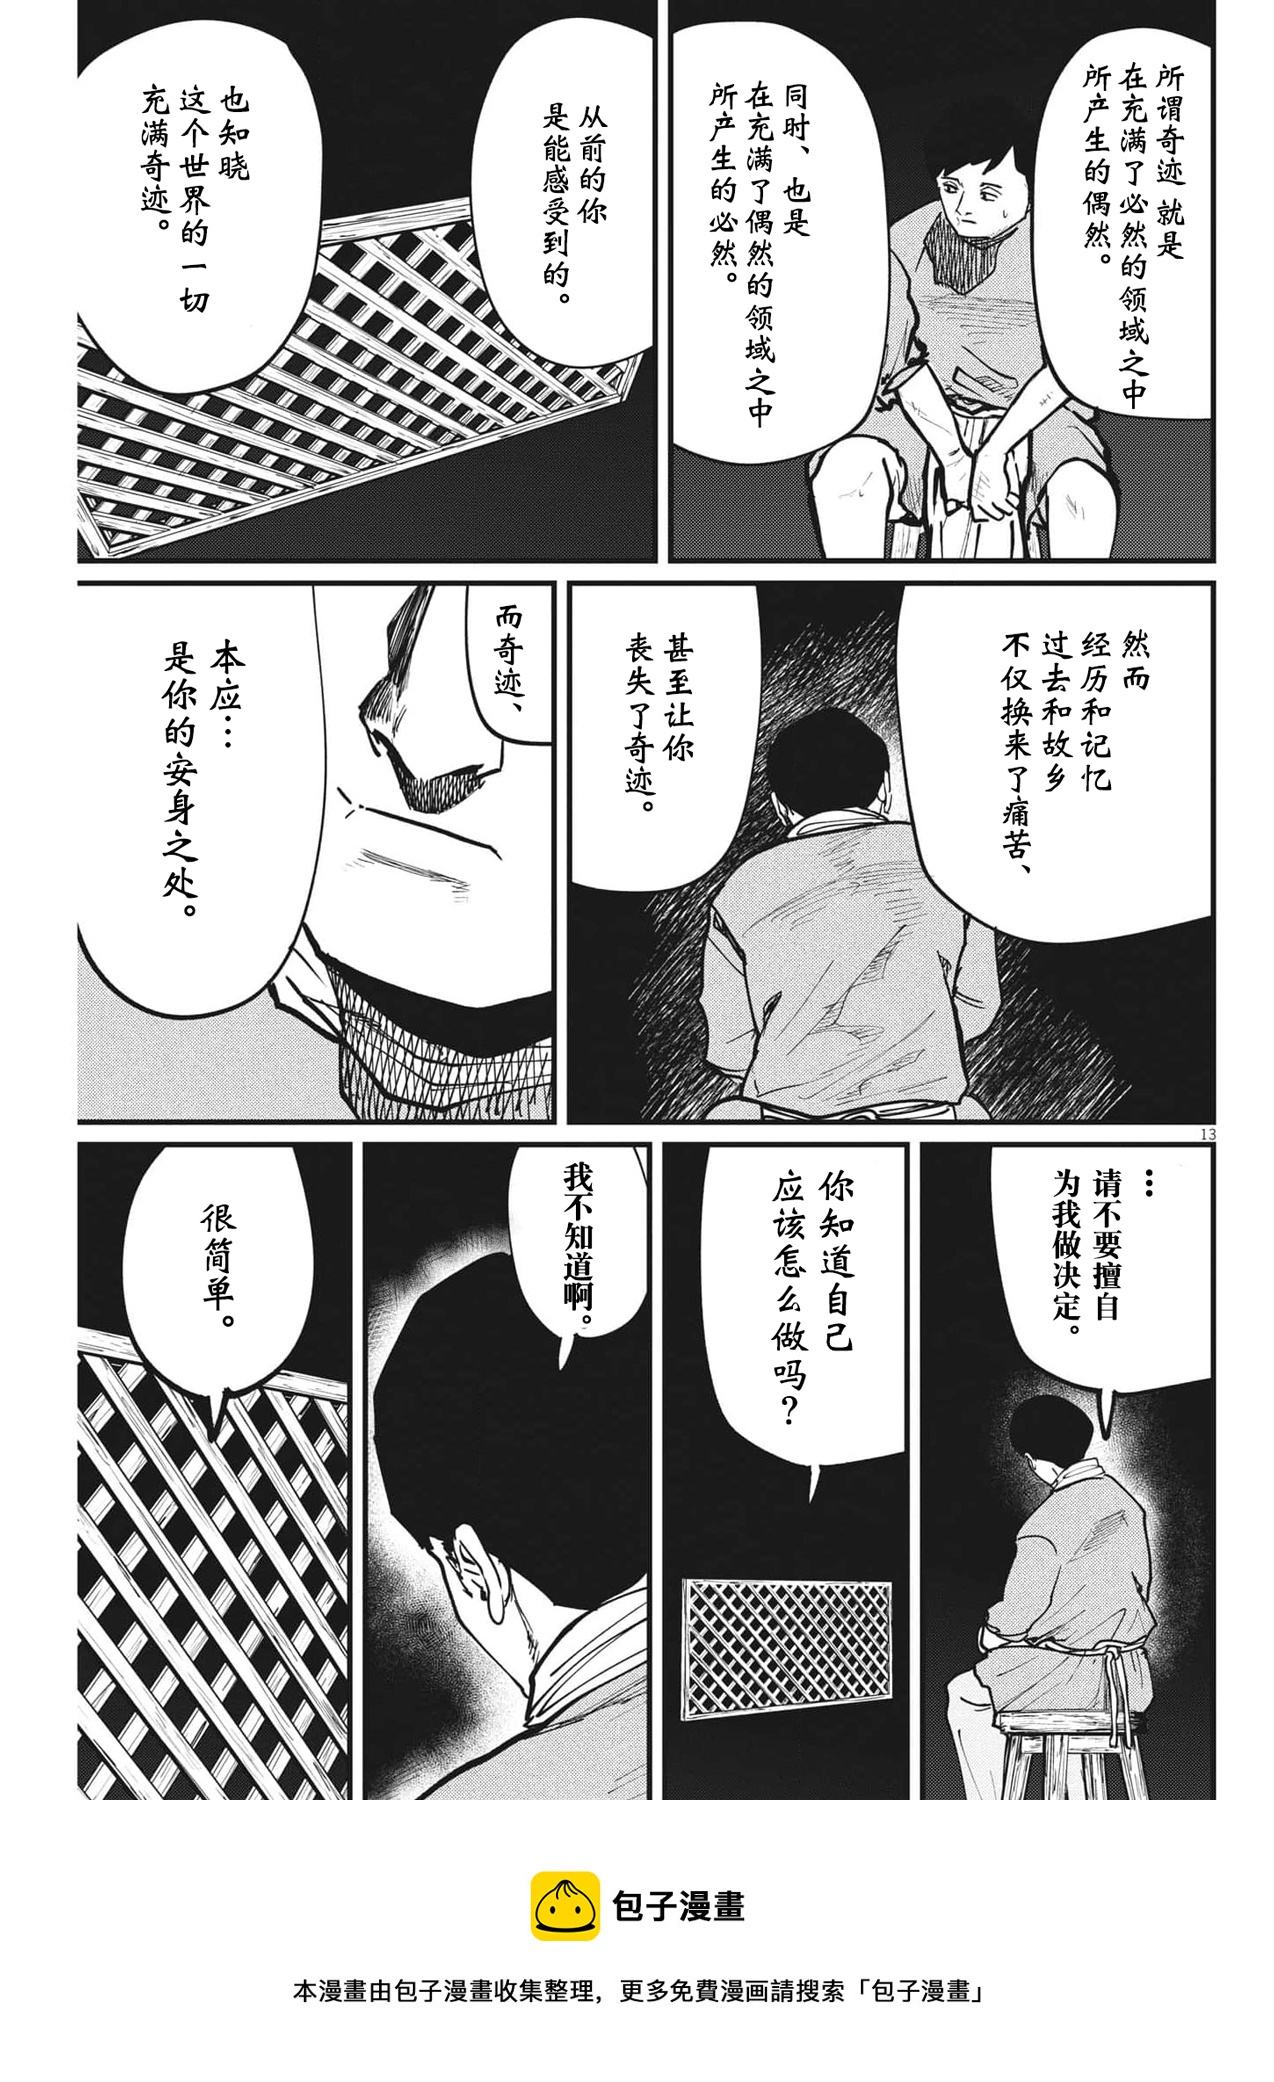 所谓奇迹 就是
在充满了必然的领域之中
所产生的偶然。
同时、也是
在充满了偶然的领域之中
所产生的必然。
从前的你
是能感受到的。
也知晓
这个世界的一切
充满奇迹。
然而
经历和记忆
过去和故乡
不仅换来了痛苦、
甚至让你
丧失了奇迹。
而奇迹、
本应…
是你的安身之处。
13
…
请不要擅自
为我做决定。
你知道自己
应该怎么做吗？
我不知道啊。
很简单。
包子漫畫
本漫畫由包子漫畫收集整理，更多免費漫画請搜索「包子漫畫」